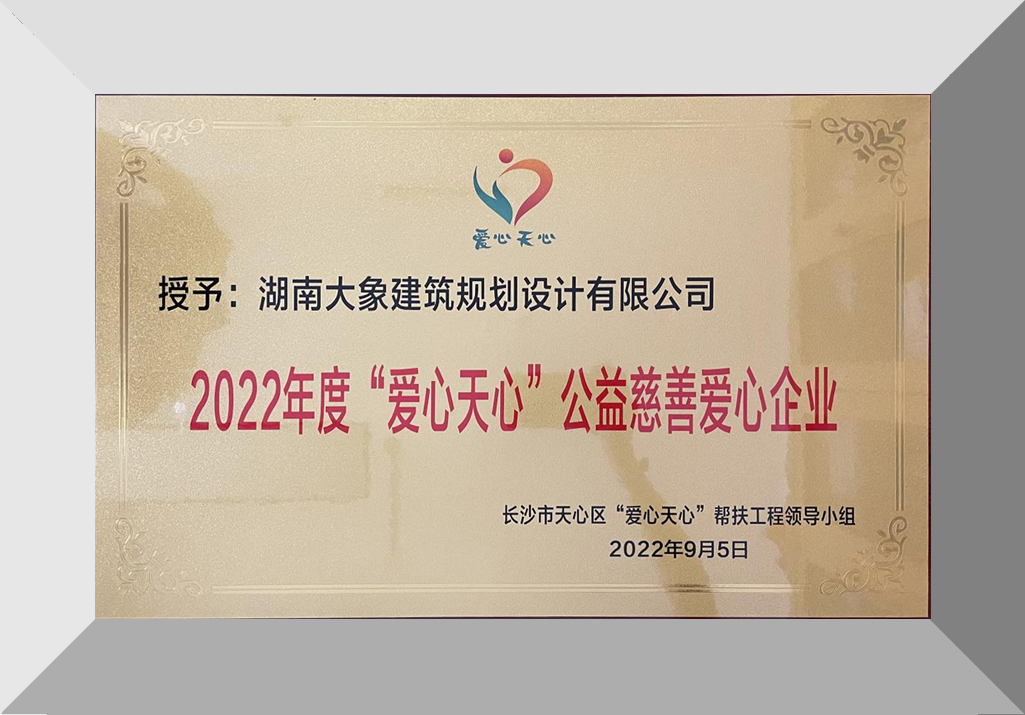 爱心天心
授予：湖南大象建筑规划设计有限公司
2022年度“爱心天心”公益慈善爱心企业
长沙市天心区“爱心天心”帮扶工程领导小组
2022年9月5日